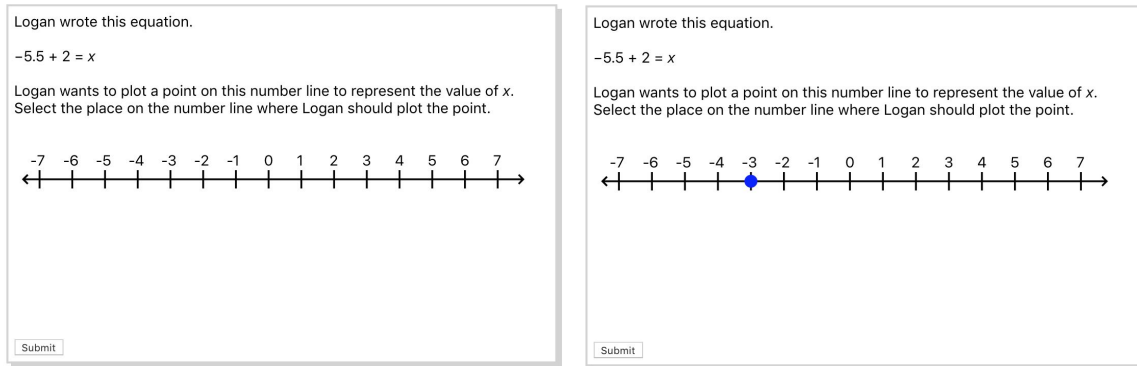 Logan wrote this equation.
−5.5 + 2 = x
Logan wants to plot a point on this number line to represent the value of x.
Select the place on the number line where Logan should plot the point.
-7 -6 -5 -4 -3 -2 -1 0 1 2 3 4 5 6 7
Submit
Logan wrote this equation.
−5.5 + 2 = x
Logan wants to plot a point on this number line to represent the value of x.
Select the place on the number line where Logan should plot the point.
-7 -6 -5 -4 -3 -2 -1 0 1 2 3 4 5 6 7
Submit